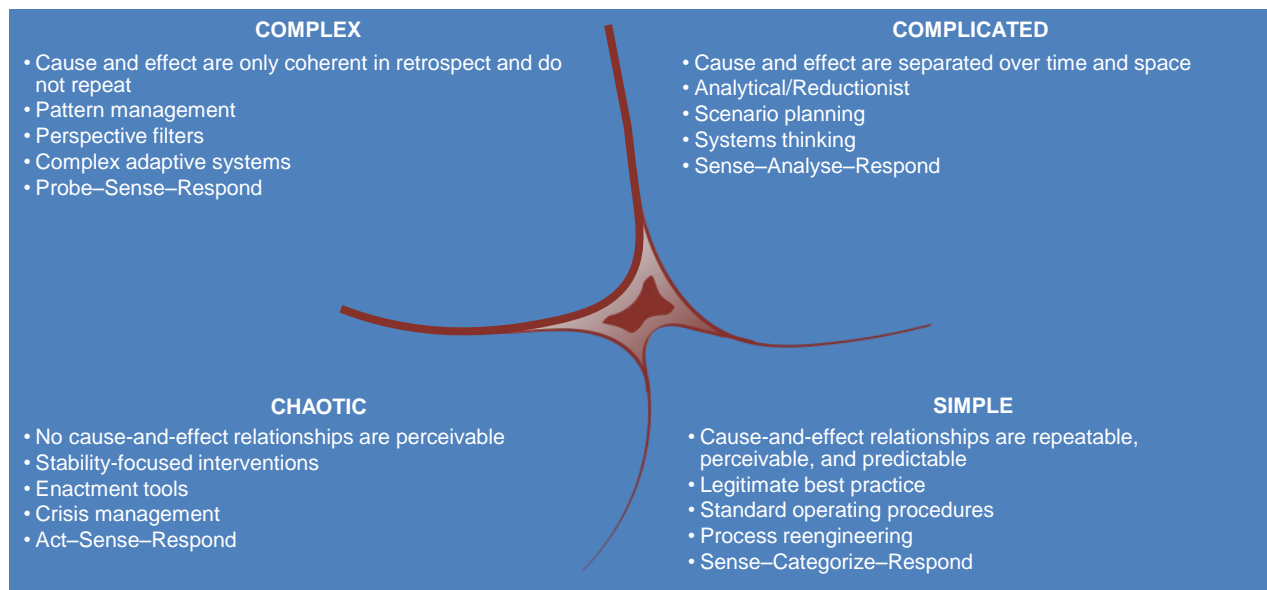 COMPLEX
• Cause and effect are only coherent in retrospect and do
not repeat
• Pattern management
• Perspective filters
• Complex adaptive systems
• Probe–Sense–Respond
COMPLICATED
• Cause and effect are separated over time and space
• Analytical/Reductionist
• Scenario planning
• Systems thinking
• Sense–Analyse–Respond
CHAOTIC
• No cause-and-effect relationships are perceivable
• Stability-focused interventions
• Enactment tools
• Crisis management
• Act–Sense–Respond
SIMPLE
• Cause-and-effect relationships are repeatable,
perceivable, and predictable
• Legitimate best practice
• Standard operating procedures
• Process reengineering
• Sense–Categorize–Respond